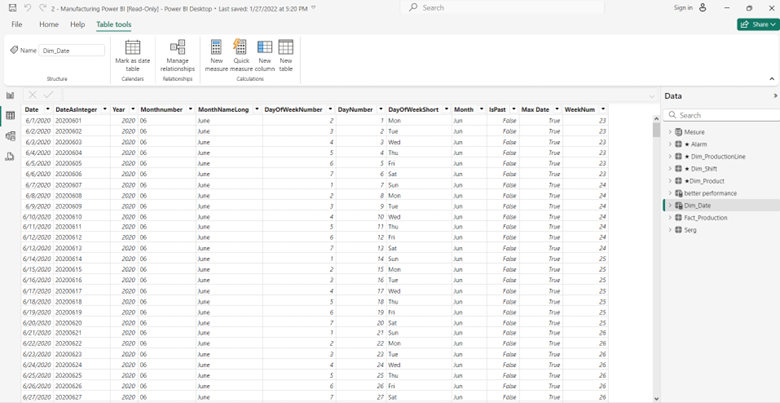 2 - Manufacturing Power BI [Read-Only] - Power BI Desktop • Last saved: 1/27/2022 at 5:20 PM
Search
Sign in
File Home Help Table tools
Share
Name Dim_Date
Mark as date table
Manage relationships
New measure
Quick measure
New column
New table
Structure Calendars Relationships Calculations
Data
Search
Mesure
★ Alarm
★ Dim_ProductionLine
★ Dim_Shift
★Dim_Product
better performance
Dim_Date
Fact_Production
Serg
Date DateAsInteger Year Monthnumber MonthNameLong DayOfWeekNumber DayNumber DayOfWeekShort Month IsPast Max Date WeekNum
6/1/2020 20200601 2020 06 June 2 1 Mon Jun False True 23
6/2/2020 20200602 2020 06 June 3 2 Tue Jun False True 23
6/3/2020 20200603 2020 06 June 4 3 Wed Jun False True 23
6/4/2020 20200604 2020 06 June 5 4 Thu Jun False True 23
6/5/2020 20200605 2020 06 June 6 5 Fri Jun False True 23
6/6/2020 20200606 2020 06 June 7 6 Sat Jun False True 23
6/7/2020 20200607 2020 06 June 1 7 Sun Jun False True 24
6/8/2020 20200608 2020 06 June 2 8 Mon Jun False True 24
6/9/2020 20200609 2020 06 June 3 9 Tue Jun False True 24
6/10/2020 20200610 2020 06 June 4 10 Wed Jun False True 24
6/11/2020 20200611 2020 06 June 5 11 Thu Jun False True 24
6/12/2020 20200612 2020 06 June 6 12 Fri Jun False True 24
6/13/2020 20200613 2020 06 June 7 13 Sat Jun False True 24
6/14/2020 20200614 2020 06 June 1 14 Sun Jun False True 25
6/15/2020 20200615 2020 06 June 2 15 Mon Jun False True 25
6/16/2020 20200616 2020 06 June 3 16 Tue Jun False True 25
6/17/2020 20200617 2020 06 June 4 17 Wed Jun False True 25
6/18/2020 20200618 2020 06 June 5 18 Thu Jun False True 25
6/19/2020 20200619 2020 06 June 6 19 Fri Jun False True 25
6/20/2020 20200620 2020 06 June 7 20 Sat Jun False True 25
6/21/2020 20200621 2020 06 June 1 21 Sun Jun False True 26
6/22/2020 20200622 2020 06 June 2 22 Mon Jun False True 26
6/23/2020 20200623 2020 06 June 3 23 Tue Jun False True 26
6/24/2020 20200624 2020 06 June 4 24 Wed Jun False True 26
6/25/2020 20200625 2020 06 June 5 25 Thu Jun False True 26
6/26/2020 20200626 2020 06 June 6 26 Fri Jun False True 26
6/27/2020 20200627 2020 06 June 7 27 Sat Jun False True 26